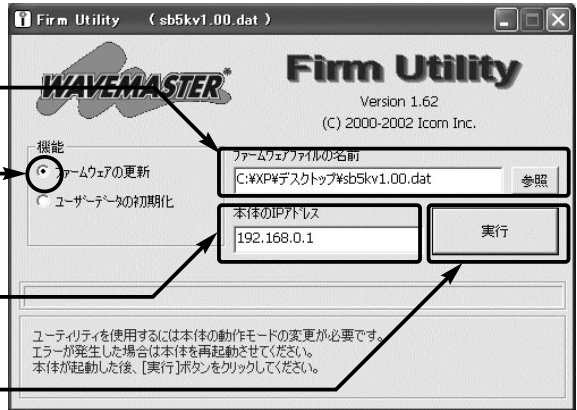 Firm Utility （sb5kv1.00.dat）
WAVEMASTER
Firm Utility
Version 1.62
(C) 2000-2002 Icom Inc.
機能
ファームウェアの更新
ユーザーデータの初期化
ファームウェアファイルの名前
C:¥XP¥デスクトップ¥sb5kv1.00.dat
参照
本体のIPアドレス
192.168.0.1
実行
ユーティリティを使用するには本体の動作モードの変更が必要です。
エラーが発生した場合は本体を再起動させてください。
本体が起動した後、[実行]ボタンをクリックしてください。